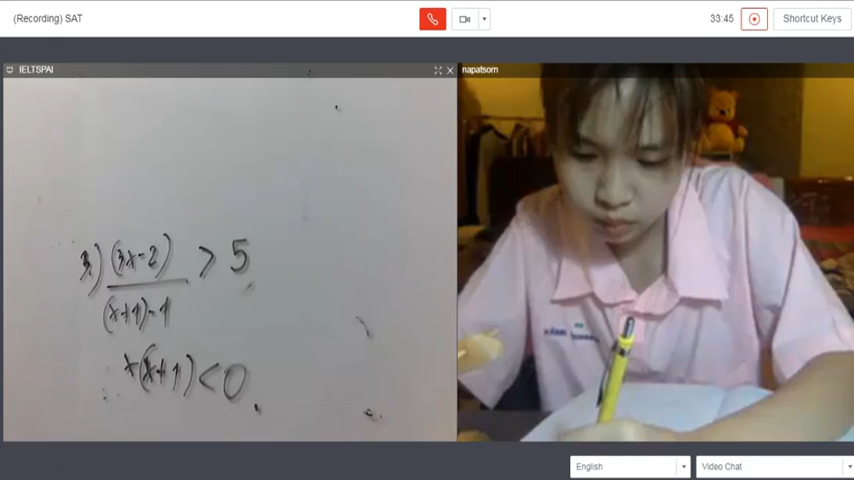 (Recording) SAT
33:45
Shortcut Keys
IELTSPAI
napatsorn
3) (3x-2) > 5
(x+1)-1
x(x+1) < 0
English
Video Chat